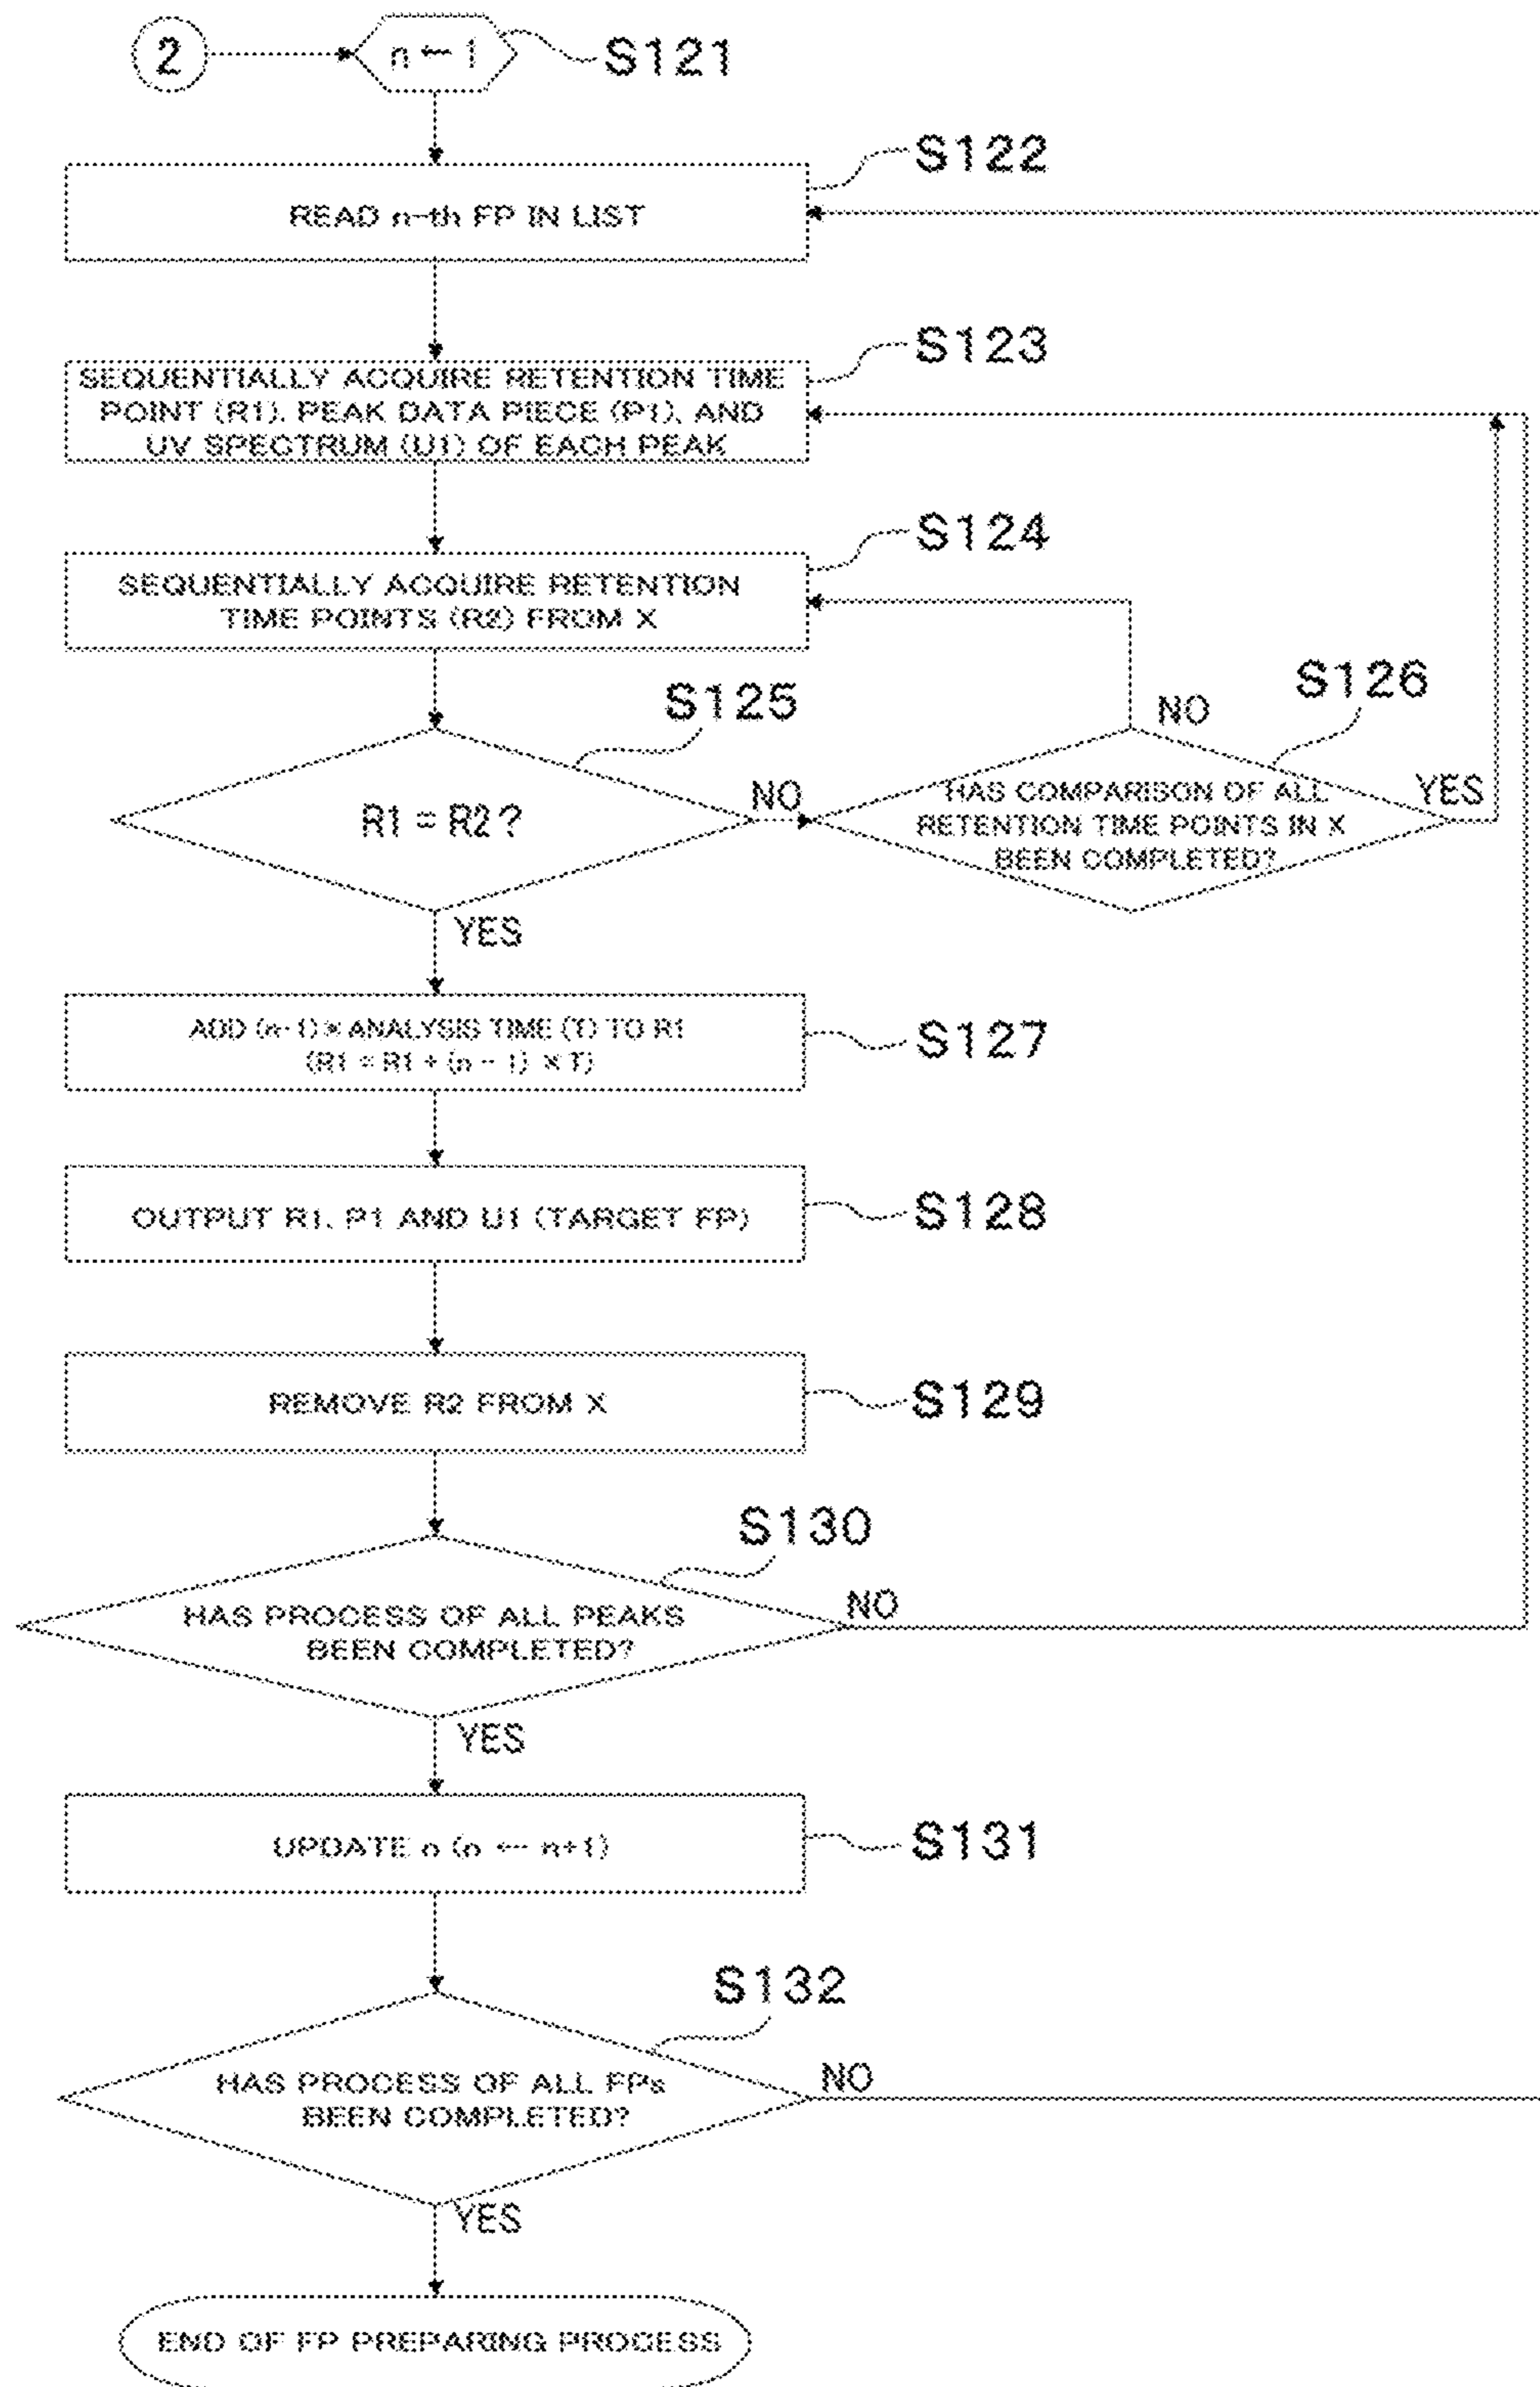 2
n ← 1
S121
S122
READ n-th FP IN LIST
S123
SEQUENTIALLY ACQUIRE RETENTION TIME
POINT (R1), PEAK DATA PIECE (P1), AND
UV SPECTRUM (U1) OF EACH PEAK
S124
SEQUENTIALLY ACQUIRE RETENTION
TIME POINTS (R2) FROM X
S125
S126
NO
R1 = R2 ?
NO
HAS COMPARISON OF ALL
RETENTION TIME POINTS IN X
BEEN COMPLETED?
YES
YES
ADD (n-1) × ANALYSIS TIME (T) TO R1
(R1 = R1 + (n - 1) × T)
S127
OUTPUT R1, P1 AND U1 (TARGET FP)
S128
REMOVE R2 FROM X
S129
S130
HAS PROCESS OF ALL PEAKS
BEEN COMPLETED?
NO
YES
UPDATE n (n ← n+1)
S131
S132
HAS PROCESS OF ALL FPs
BEEN COMPLETED?
NO
YES
END OF FP PREPARING PROCESS